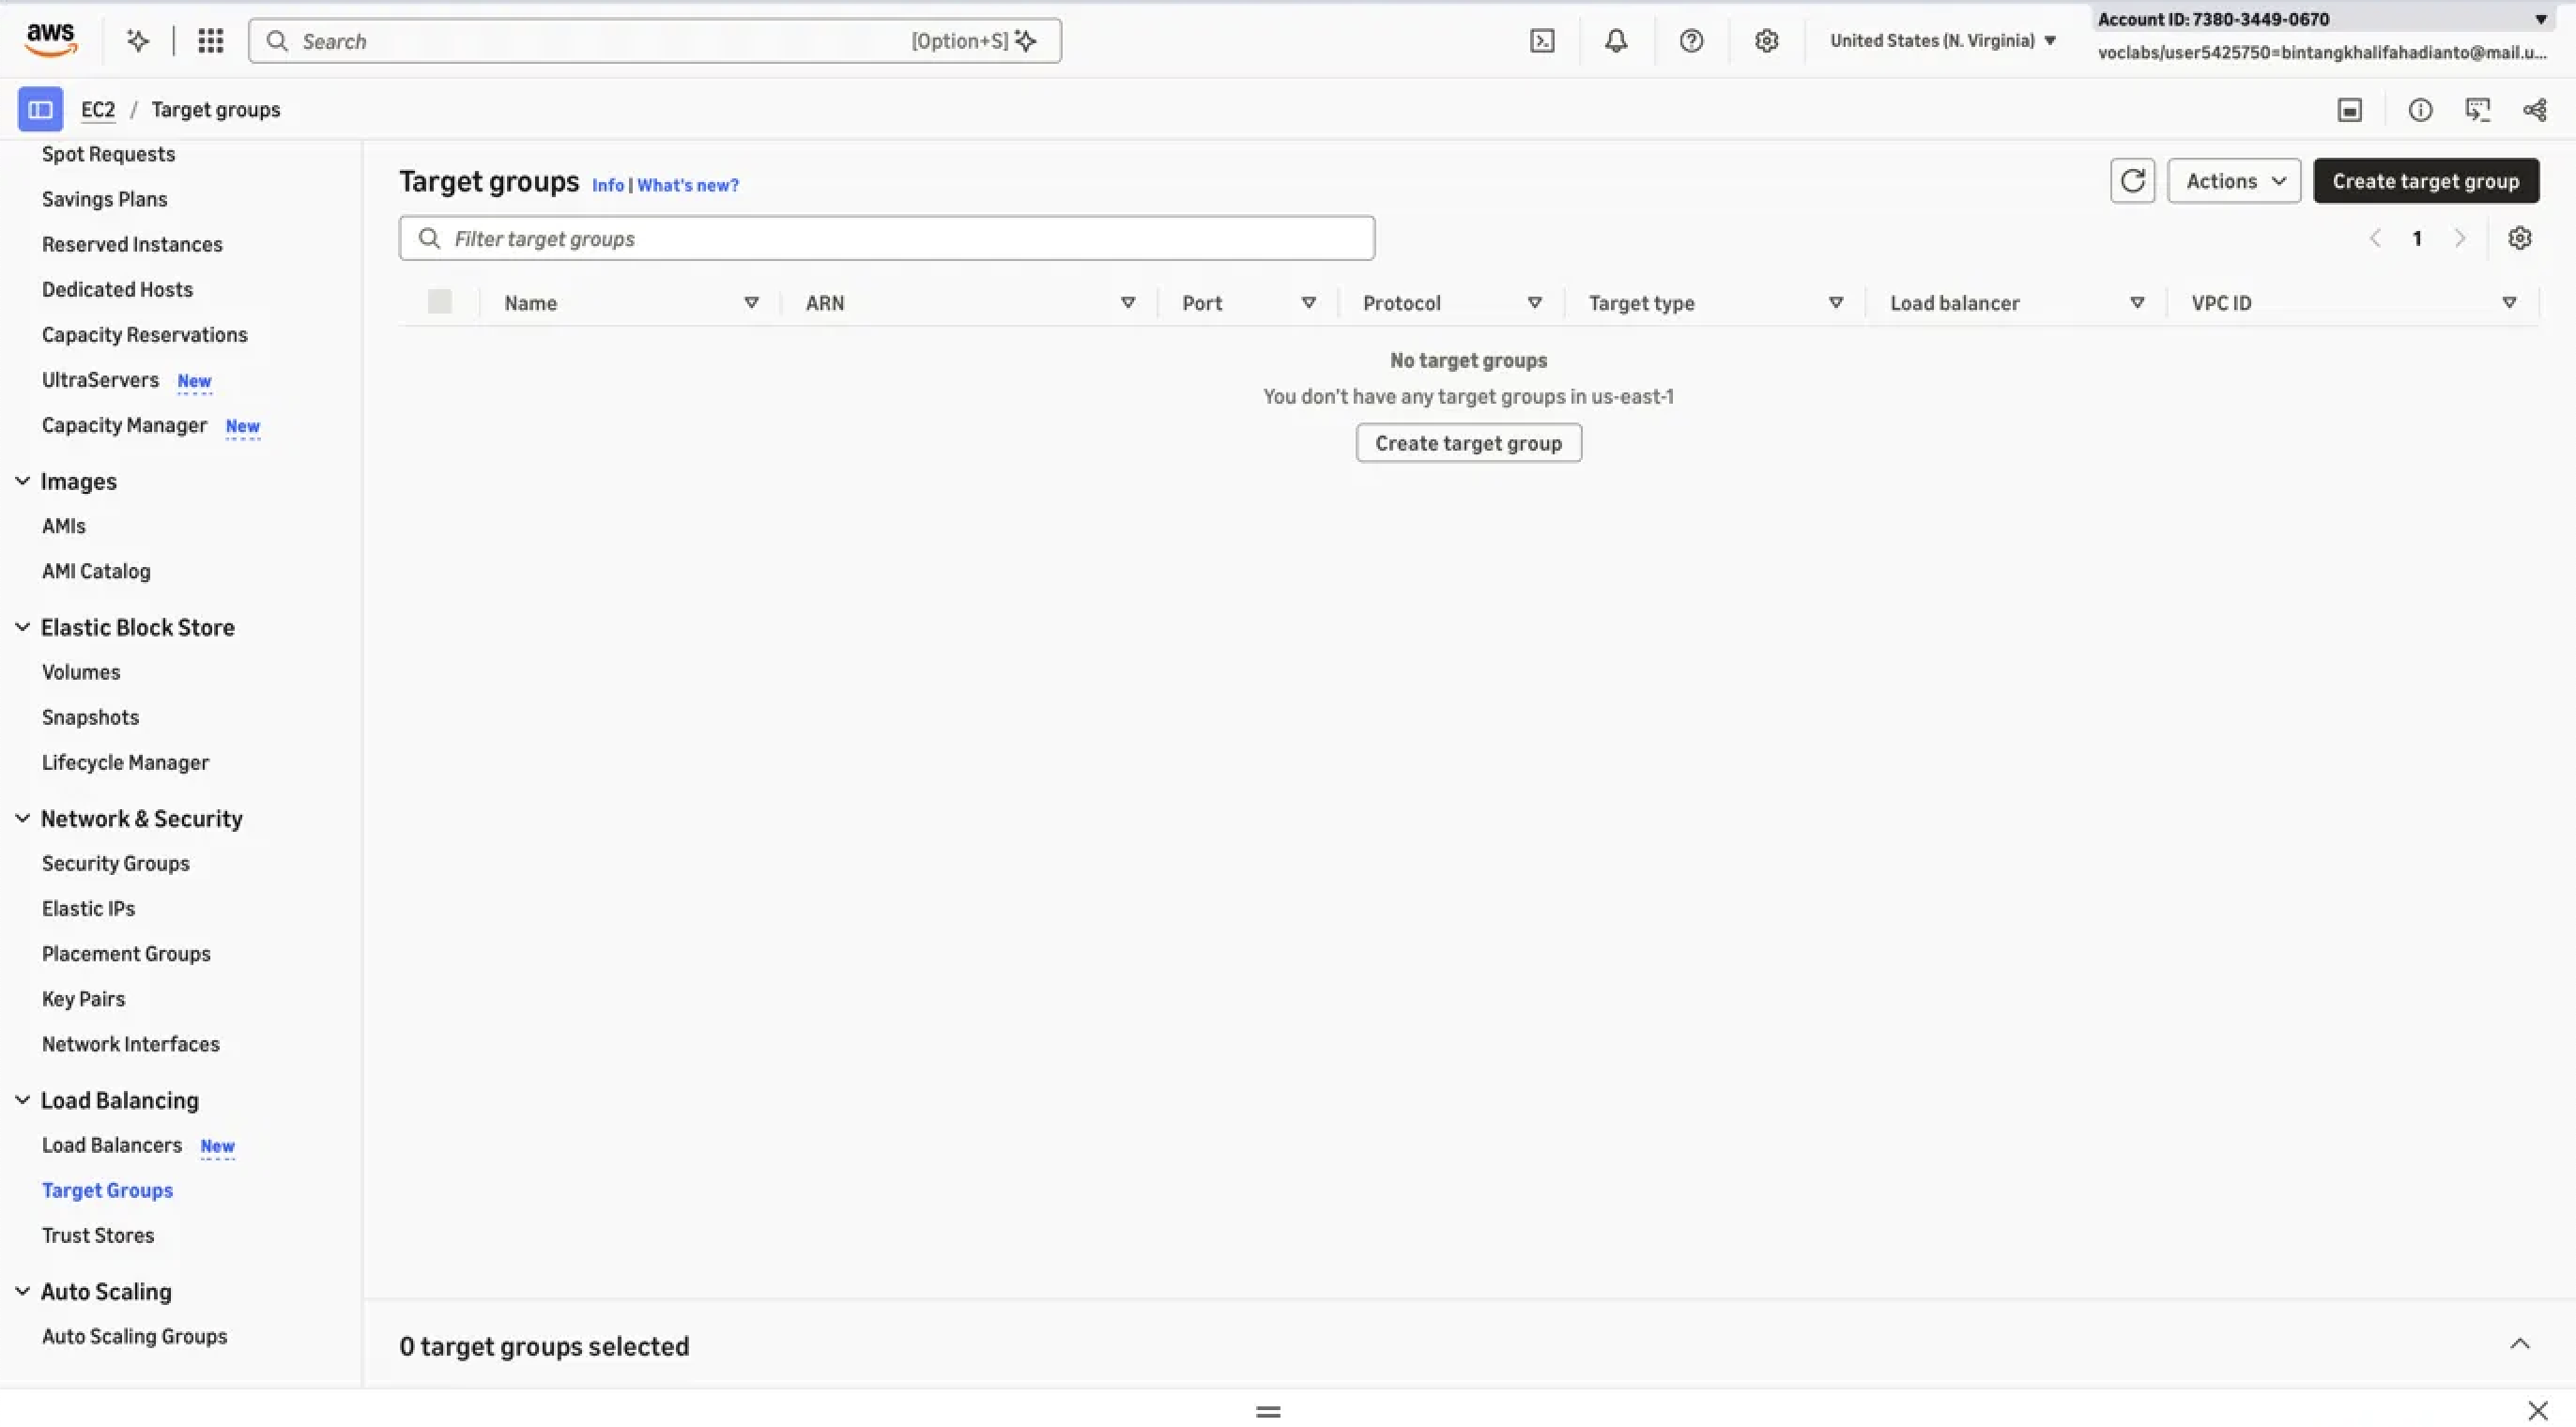 aws
Search [Option+S]
United States (N. Virginia)
Account ID: 7380-3449-0670
voclabs/user5425750=bintangkhalifahadianto@mail.u...
EC2 / Target groups
Spot Requests
Savings Plans
Reserved Instances
Dedicated Hosts
Capacity Reservations
UltraServers New
Capacity Manager New
Images
AMIs
AMI Catalog
Elastic Block Store
Volumes
Snapshots
Lifecycle Manager
Network & Security
Security Groups
Elastic IPs
Placement Groups
Key Pairs
Network Interfaces
Load Balancing
Load Balancers New
Target Groups
Trust Stores
Auto Scaling
Auto Scaling Groups
Target groups Info | What's new?
Actions
Create target group
Filter target groups
1
Name ARN Port Protocol Target type Load balancer VPC ID
No target groups
You don't have any target groups in us-east-1
Create target group
0 target groups selected